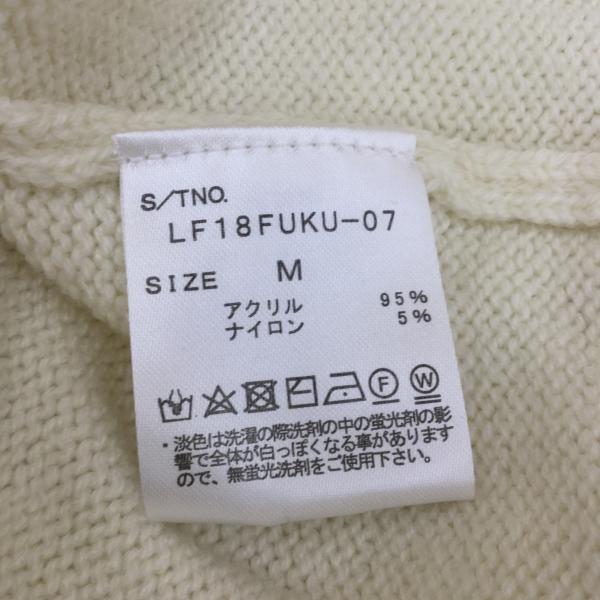 S/TNO.
LF18FUKU-07
SIZE M
アクリル 95%
ナイロン 5%
F W
・淡色は洗濯の際洗剤の中の蛍光剤の影
響で全体が白っぽくなる事があります
ので、無蛍光洗剤をご使用下さい。